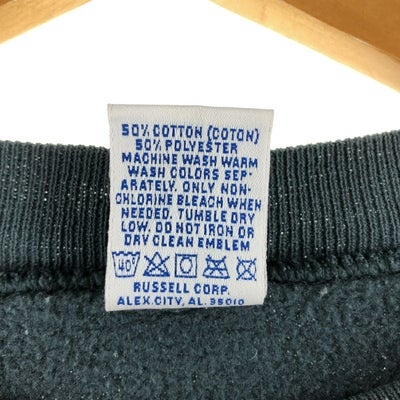 50% COTTON (COTON)
50% POLYESTER
MACHINE WASH WARM
WASH COLORS SEP-
ARATELY. ONLY NON-
CHLORINE BLEACH WHEN
NEEDED. TUMBLE DRY
LOW. DO NOT IRON OR
DRY CLEAN EMBLEM
40°
RUSSELL CORP.
ALEX.CITY, AL. 35010